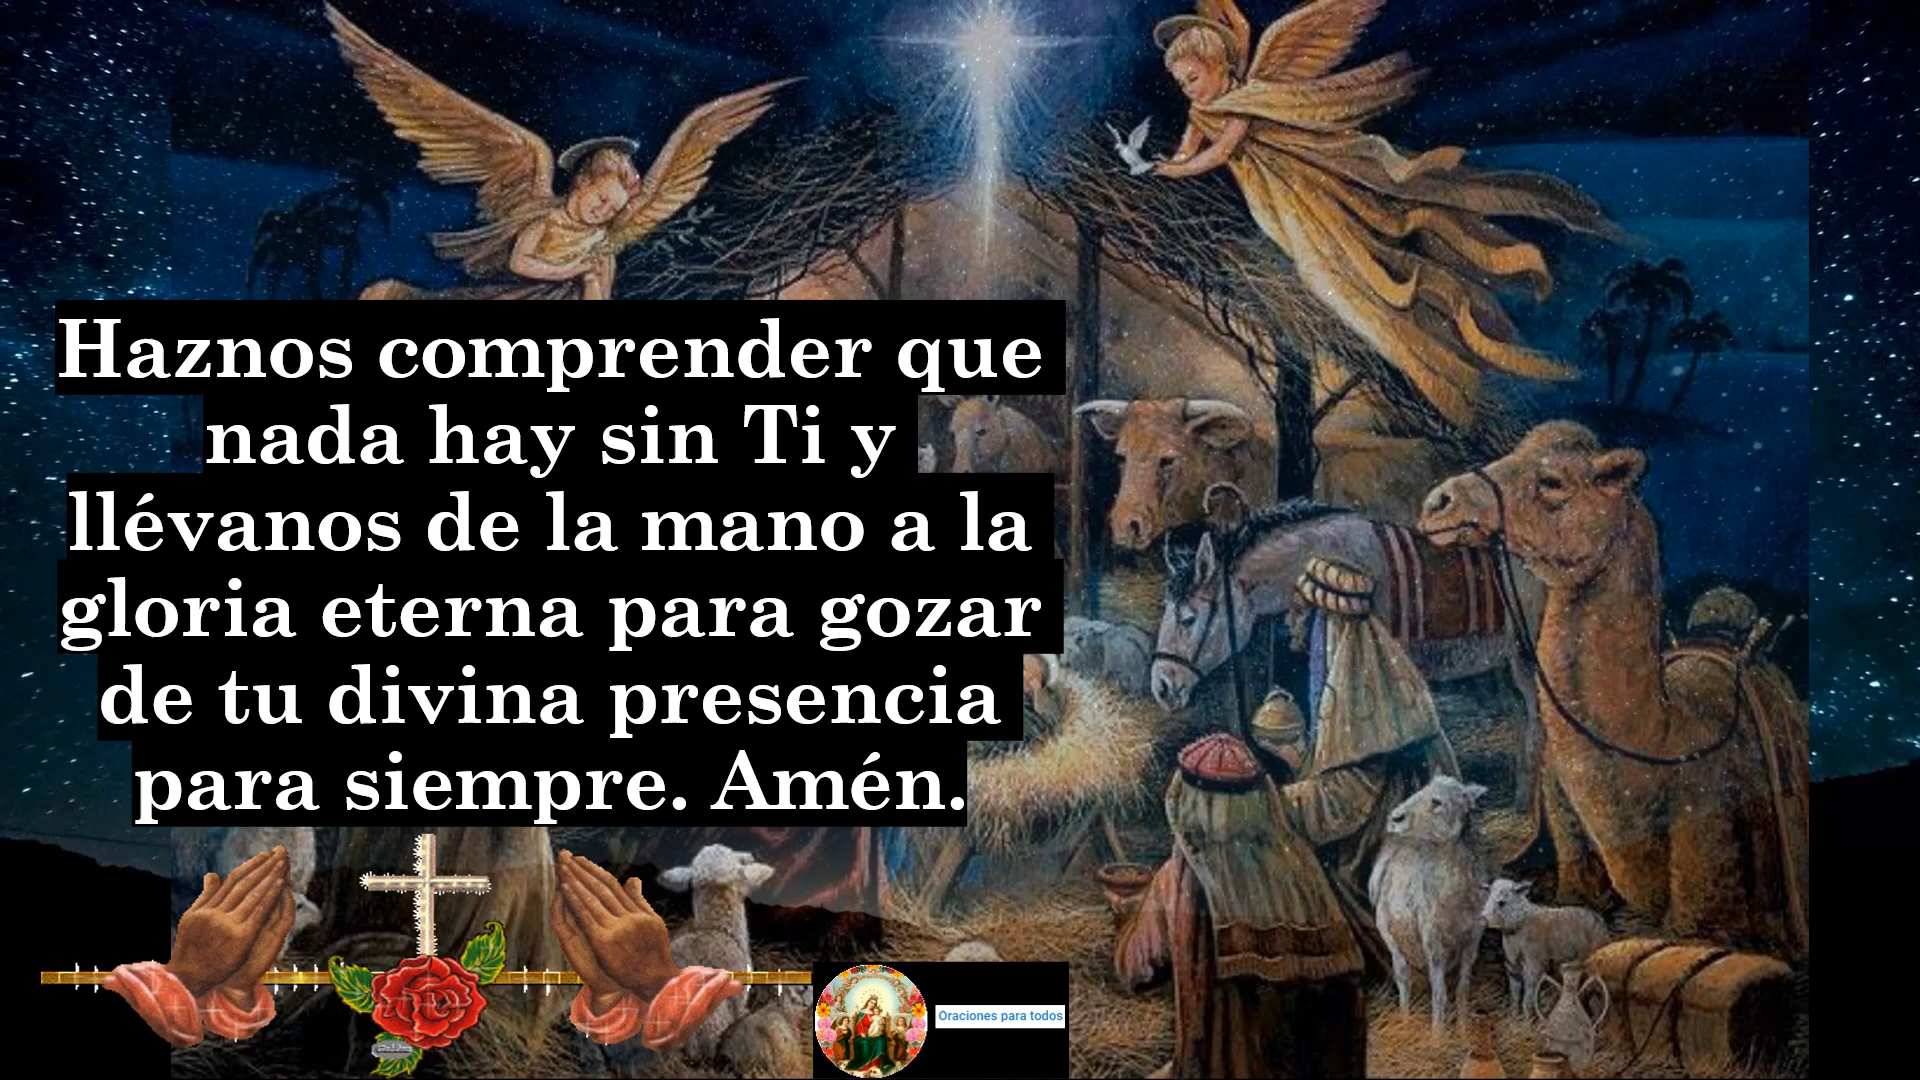 Haznos comprender que
nada hay sin Ti y
llévanos de la mano a la
gloria eterna para gozar
de tu divina presencia
para siempre. Amén.
Oraciones para todos